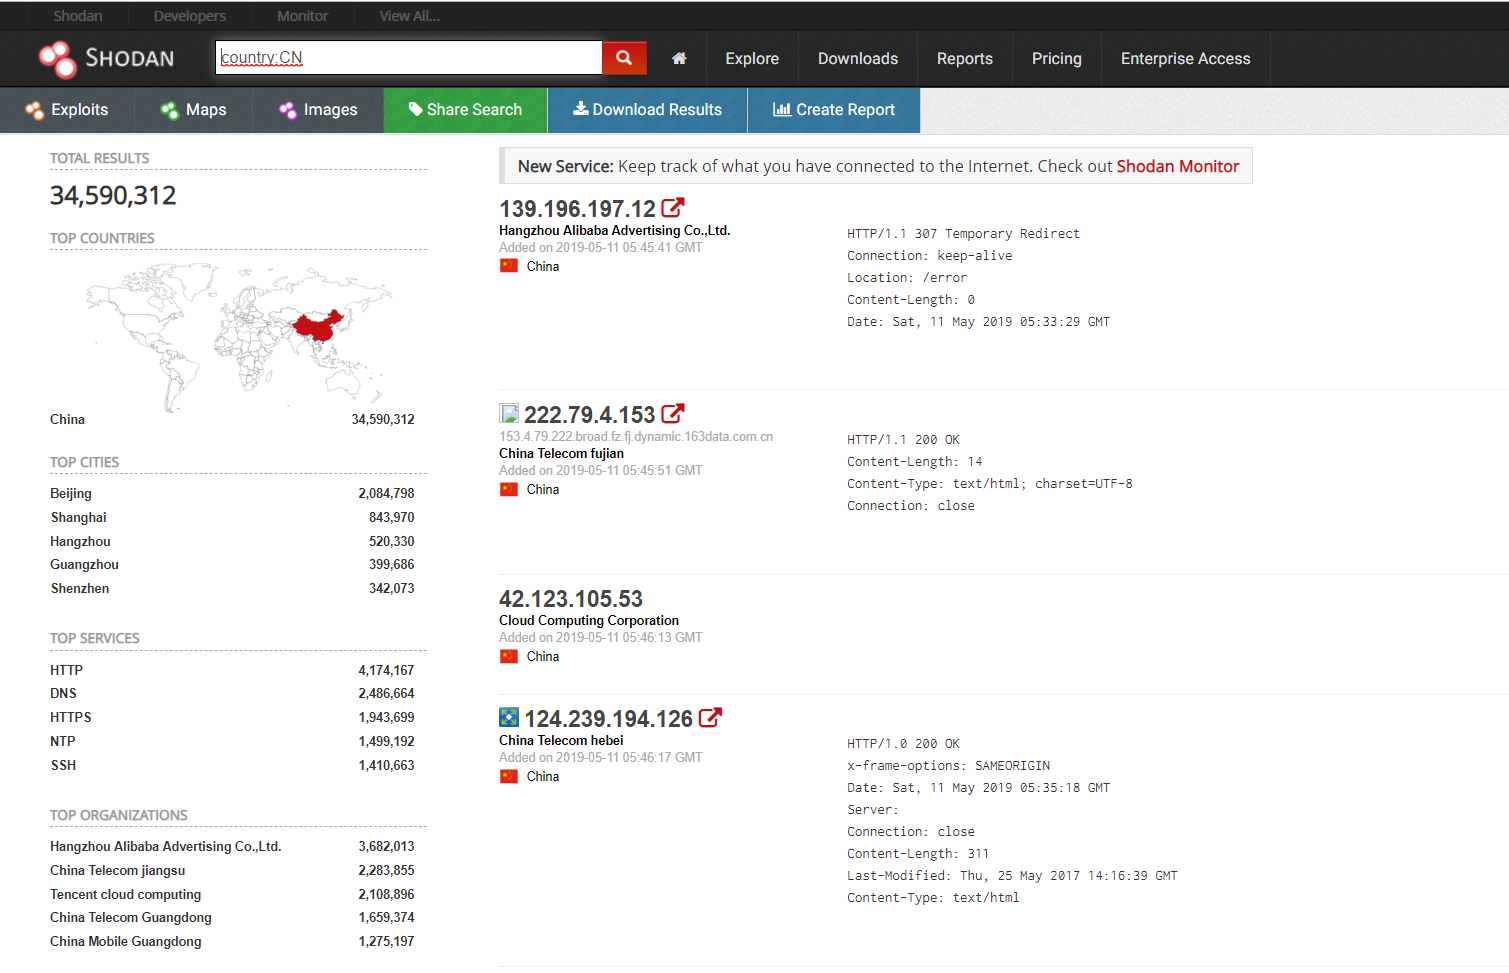 Shodan Developers Monitor View All...
SHODAN country:CN Explore Downloads Reports Pricing Enterprise Access
Exploits Maps Images Share Search Download Results Create Report
TOTAL RESULTS
34,590,312
TOP COUNTRIES
China 34,590,312
TOP CITIES
Beijing 2,084,798
Shanghai 843,970
Hangzhou 520,330
Guangzhou 399,686
Shenzhen 342,073
TOP SERVICES
HTTP 4,174,167
DNS 2,486,664
HTTPS 1,943,699
NTP 1,499,192
SSH 1,410,663
TOP ORGANIZATIONS
Hangzhou Alibaba Advertising Co.,Ltd. 3,682,013
China Telecom jiangsu 2,283,855
Tencent cloud computing 2,108,896
China Telecom Guangdong 1,659,374
China Mobile Guangdong 1,275,197
New Service: Keep track of what you have connected to the Internet. Check out Shodan Monitor
139.196.197.12
Hangzhou Alibaba Advertising Co.,Ltd.
Added on 2019-05-11 05:45:41 GMT
China
HTTP/1.1 307 Temporary Redirect
Connection: keep-alive
Location: /error
Content-Length: 0
Date: Sat, 11 May 2019 05:33:29 GMT
222.79.4.153
153.4.79.222.broad.fz.fj.dynamic.163data.com.cn
China Telecom fujian
Added on 2019-05-11 05:45:51 GMT
China
HTTP/1.1 200 OK
Content-Length: 14
Content-Type: text/html; charset=UTF-8
Connection: close
42.123.105.53
Cloud Computing Corporation
Added on 2019-05-11 05:46:13 GMT
China
124.239.194.126
China Telecom hebei
Added on 2019-05-11 05:46:17 GMT
China
HTTP/1.0 200 OK
x-frame-options: SAMEORIGIN
Date: Sat, 11 May 2019 05:35:18 GMT
Server:
Connection: close
Content-Length: 311
Last-Modified: Thu, 25 May 2017 14:16:39 GMT
Content-Type: text/html